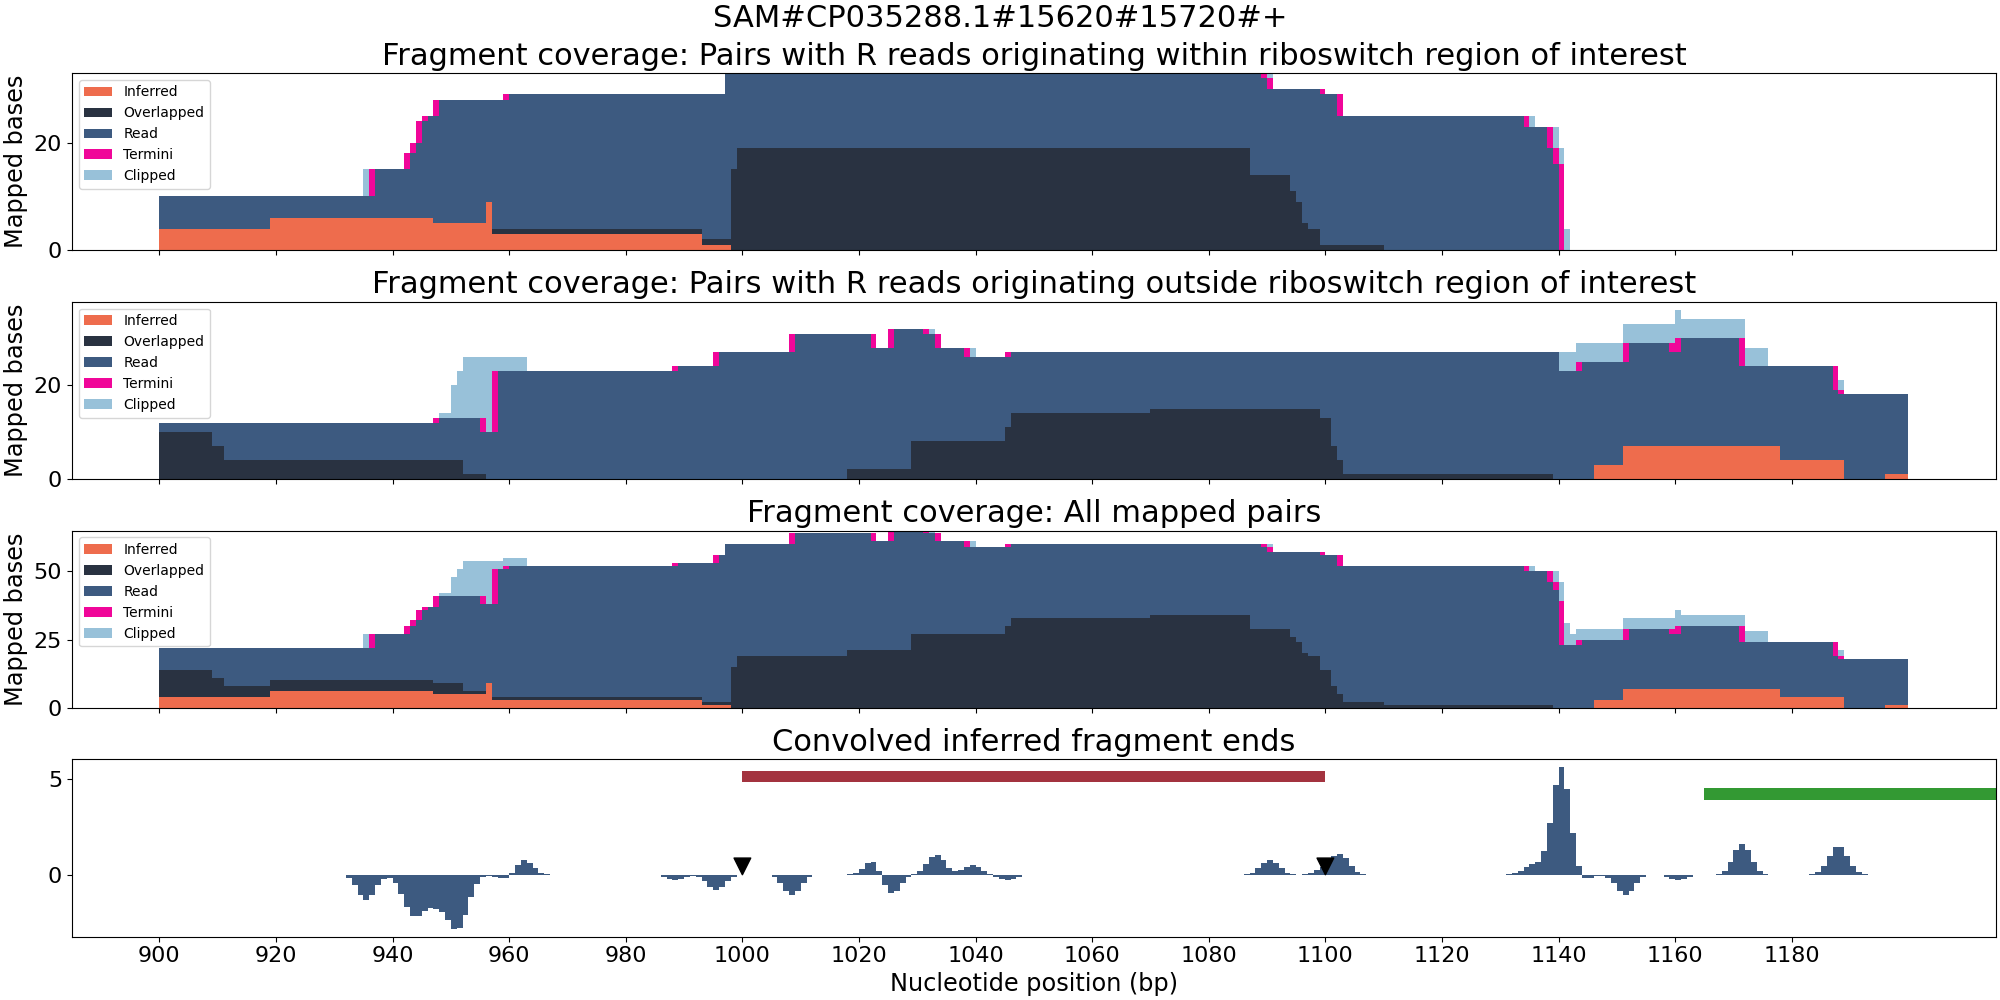 SAM#CP035288.1#15620#15720#+
Fragment coverage: Pairs with R reads originating within riboswitch region of interest
Mapped bases
20
0
Inferred
Overlapped
Read
Termini
Clipped
Fragment coverage: Pairs with R reads originating outside riboswitch region of interest
Mapped bases
20
0
Inferred
Overlapped
Read
Termini
Clipped
Fragment coverage: All mapped pairs
Mapped bases
50
25
0
Inferred
Overlapped
Read
Termini
Clipped
Convolved inferred fragment ends
5
0
900 920 940 960 980 1000 1020 1040 1060 1080 1100 1120 1140 1160 1180
Nucleotide position (bp)